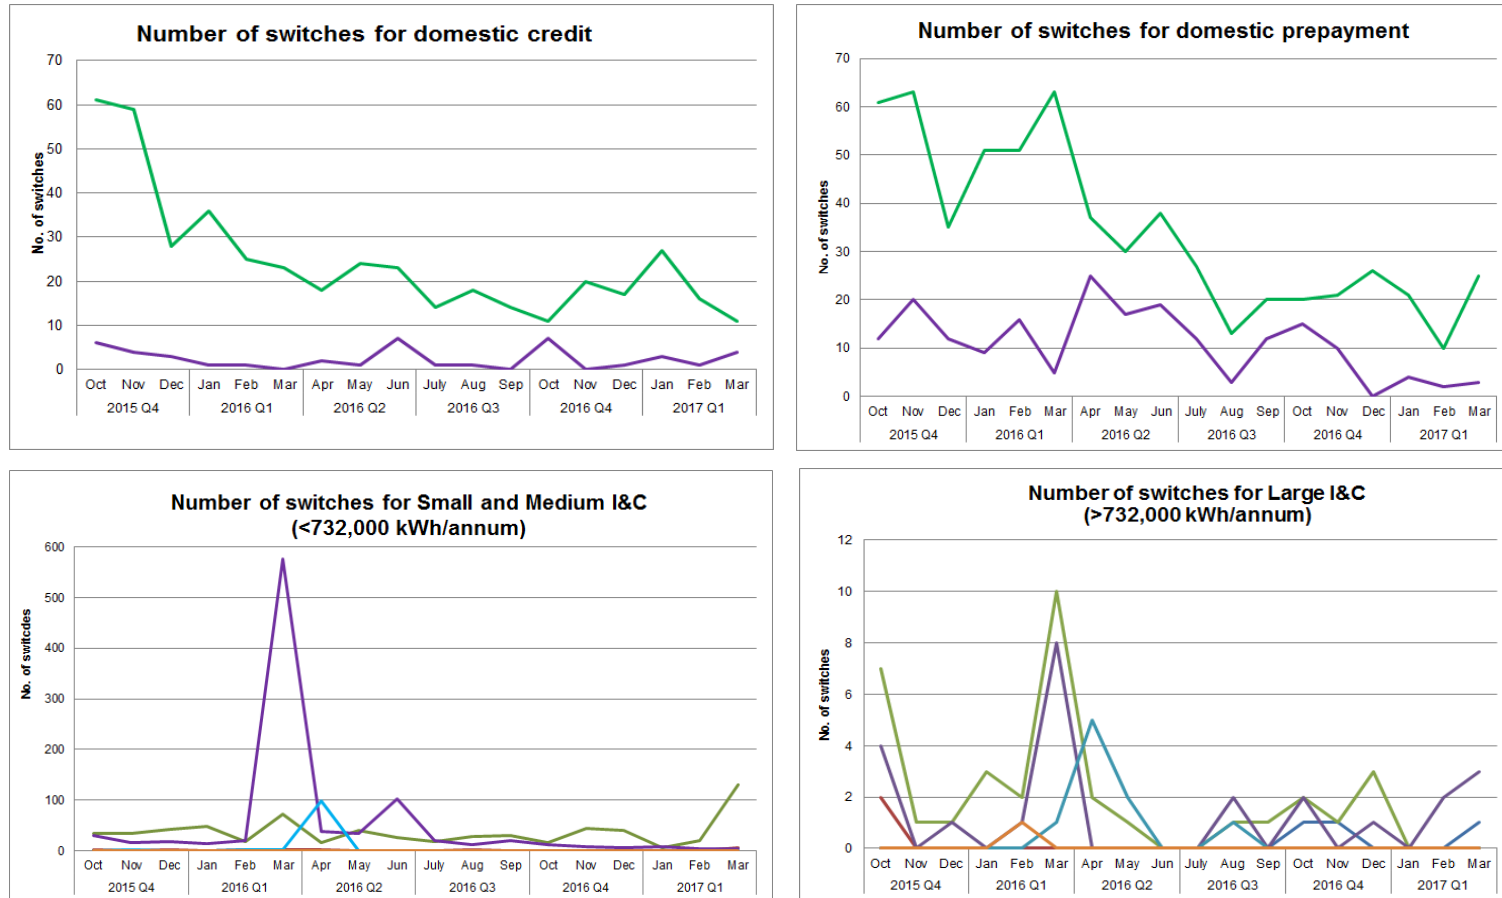 Number of switches for domestic credit
70
60
50
40
30
20
10
0
No. of switches
Oct Nov Dec Jan Feb Mar Apr May Jun July Aug Sep Oct Nov Dec Jan Feb Mar
2015 Q4 2016 Q1 2016 Q2 2016 Q3 2016 Q4 2017 Q1
Number of switches for domestic prepayment
70
60
50
40
30
20
10
0
No. of switches
Oct Nov Dec Jan Feb Mar Apr May Jun July Aug Sep Oct Nov Dec Jan Feb Mar
2015 Q4 2016 Q1 2016 Q2 2016 Q3 2016 Q4 2017 Q1
Number of switches for Small and Medium I&C
(<732,000 kWh/annum)
600
500
400
300
200
100
0
No. of switcdes
Oct Nov Dec Jan Feb Mar Apr May Jun July Aug Sep Oct Nov Dec Jan Feb Mar
2015 Q4 2016 Q1 2016 Q2 2016 Q3 2016 Q4 2017 Q1
Number of switches for Large I&C
(>732,000 kWh/annum)
12
10
8
6
4
2
0
No. of switches
Oct Nov Dec Jan Feb Mar Apr May Jun July Aug Sep Oct Nov Dec Jan Feb Mar
2015 Q4 2016 Q1 2016 Q2 2016 Q3 2016 Q4 2017 Q1